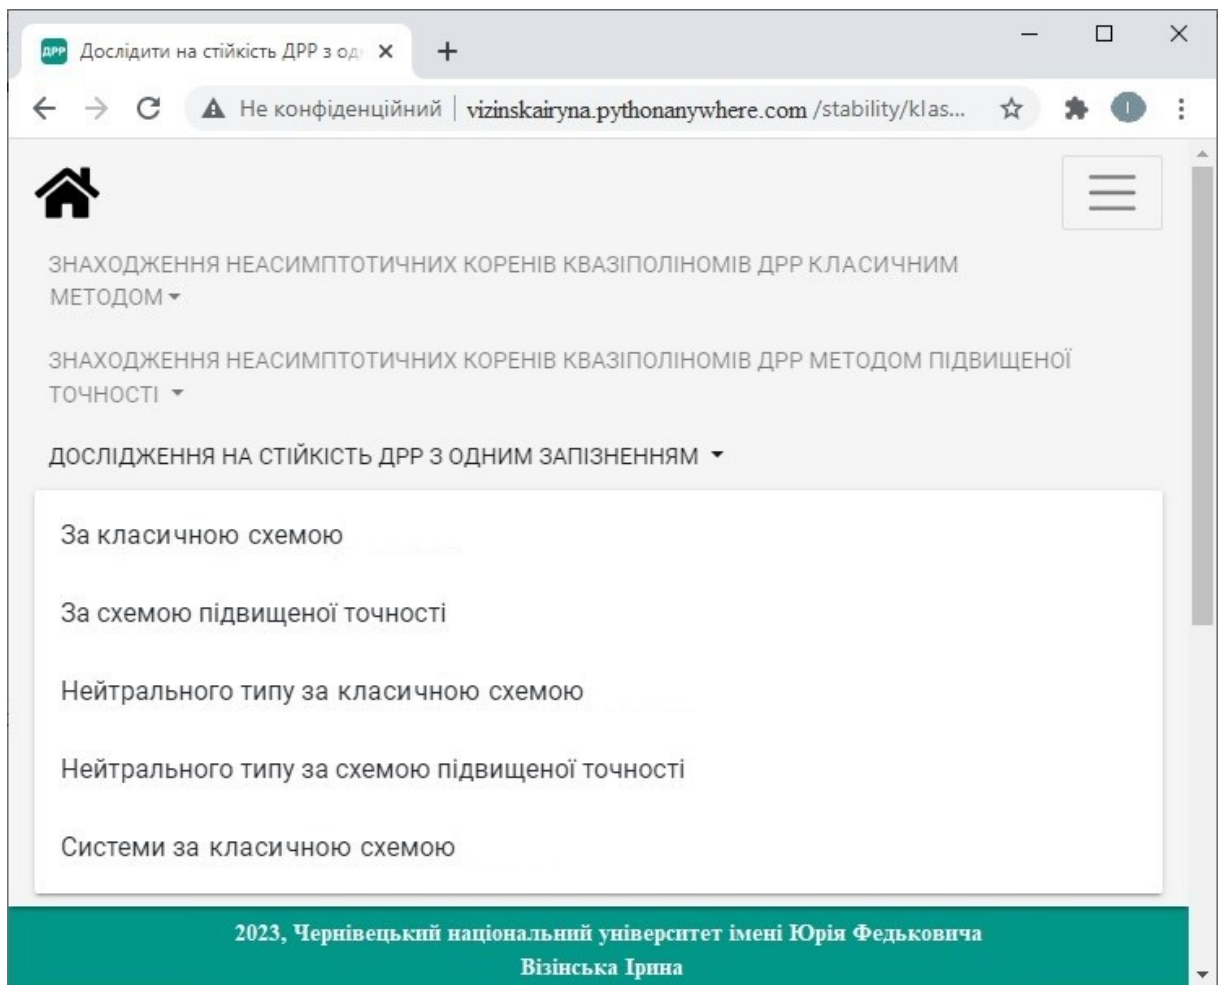 ДРР Дослідити на стійкість ДРР з од
Не конфіденційний | vizinskairyna.pythonanywhere.com /stability/klas...
І
ЗНАХОДЖЕННЯ НЕАСИМПТОТИЧНИХ КОРЕНІВ КВАЗІПОЛІНОМІВ ДРР КЛАСИЧНИМ
МЕТОДОМ
ЗНАХОДЖЕННЯ НЕАСИМПТОТИЧНИХ КОРЕНІВ КВАЗІПОЛІНОМІВ ДРР МЕТОДОМ ПІДВИЩЕНОЇ
ТОЧНОСТІ
ДОСЛІДЖЕННЯ НА СТІЙКІСТЬ ДРР З ОДНИМ ЗАПІЗНЕННЯМ
За класичною схемою
За схемою підвищеної точності
Нейтрального типу за класичною схемою
Нейтрального типу за схемою підвищеної точності
Системи за класичною схемою
2023, Чернівецький національний університет імені Юрія Федьковича
Візінська Ірина